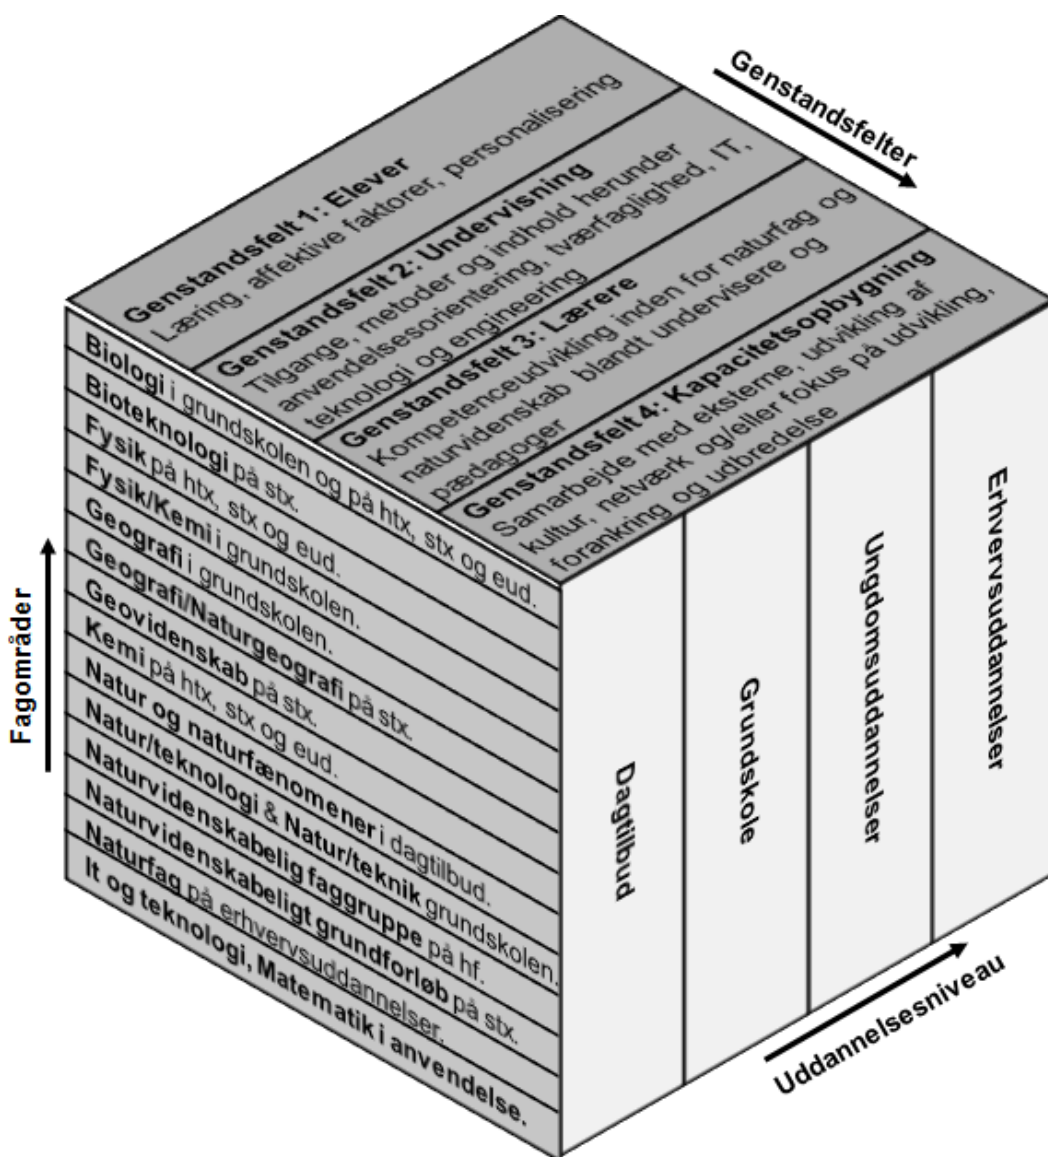 Genstandsfelter
Genstandsfelt 1: Elever
Læring, affektive faktorer, personalisering
Genstandsfelt 2: Undervisning
Tilgange, metoder og indhold herunder
anvendelsesorientering, tværfaglighed, IT,
teknologi og engineering
Genstandsfelt 3: Lærere
Kompetenceudvikling inden for naturfag og
naturvidenskab blandt undervisere og
pædagoger
Genstandsfelt 4: Kapacitetsopbygning
Samarbejde med eksterne, udvikling af
kultur, netværk og/eller fokus på udvikling,
forankring og udbredelse
Fagområder
Biologi i grundskolen og på htx, stx og eud.
Bioteknologi på stx.
Fysik på htx, stx og eud.
Fysik/Kemi i grundskolen.
Geografi i grundskolen.
Geografi/Naturgeografi på stx.
Geovidenskab på stx.
Kemi på htx, stx og eud.
Natur og naturfænomener i dagtilbud.
Natur/teknologi & Natur/teknik grundskolen.
Naturvidenskabelig faggruppe på hf.
Naturvidenskabeligt grundforløb på stx.
Naturfag på erhvervsuddannelser.
It og teknologi, Matematik i anvendelse.
Dagtilbud
Grundskole
Ungdomsuddannelser
Erhvervsuddannelser
Uddannelsesniveau